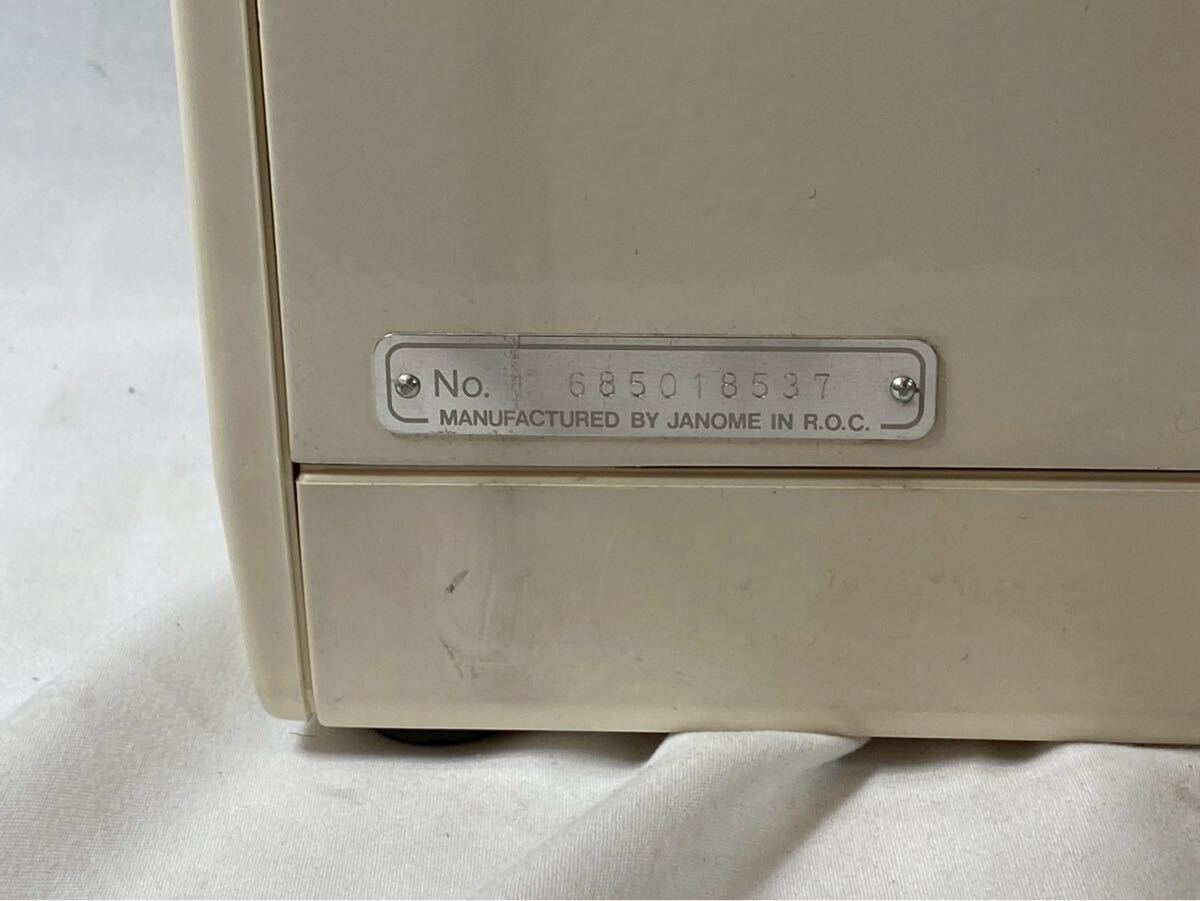 No. 685018537
MANUFACTURED BY JANOME IN R.O.C.